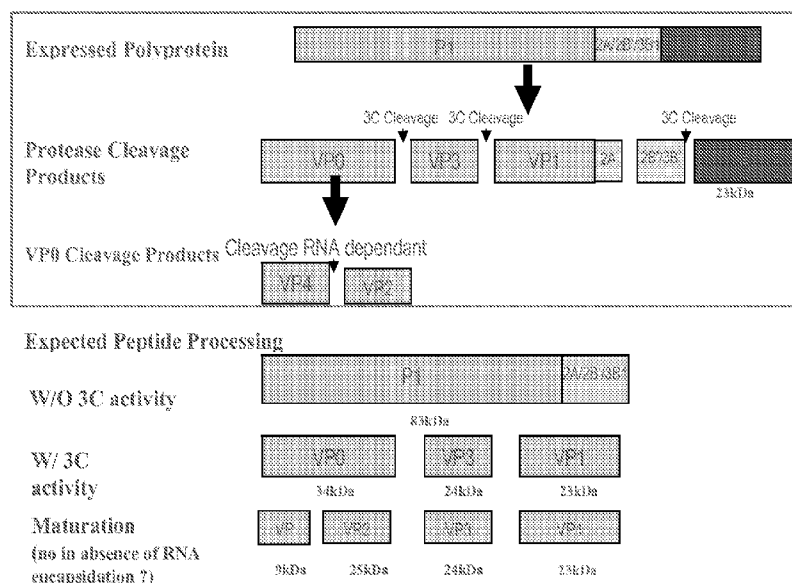 Expressed Polyprotein
P1
2A/2B'/3B1
3C Cleavage 3C Cleavage 3C Cleavage
Protease Cleavage
Products
VP0 VP3 VP1 2A 2B'/3B'
23kDa
VP0 Cleavage Products
Cleavage RNA dependant
VP4 VP2
Expected Peptide Processing
P1 2A/2B'/3B1
W/O 3C activity
83kDa
W/ 3C
activity
VP0 VP3 VP1
34kDa 24kDa 23kDa
Maturation
(no in absence of RNA
encapsidation ?)
VP VP2 VP3 VP1
9kDa 25kDa 24kDa 23kDa